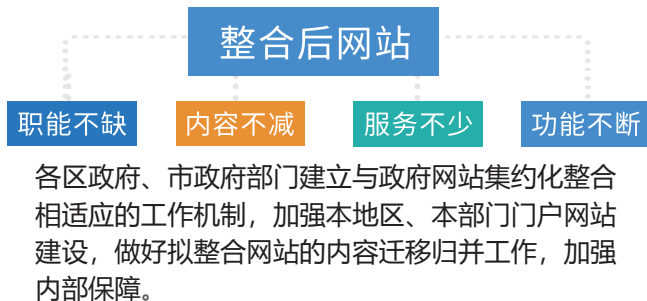 整合后网站
职能不缺
内容不减
服务不少
功能不断
各区政府、市政府部门建立与政府网站集约化整合
相适应的工作机制，加强本地区、本部门门户网站
建设，做好拟整合网站的内容迁移归并工作，加强
内部保障。